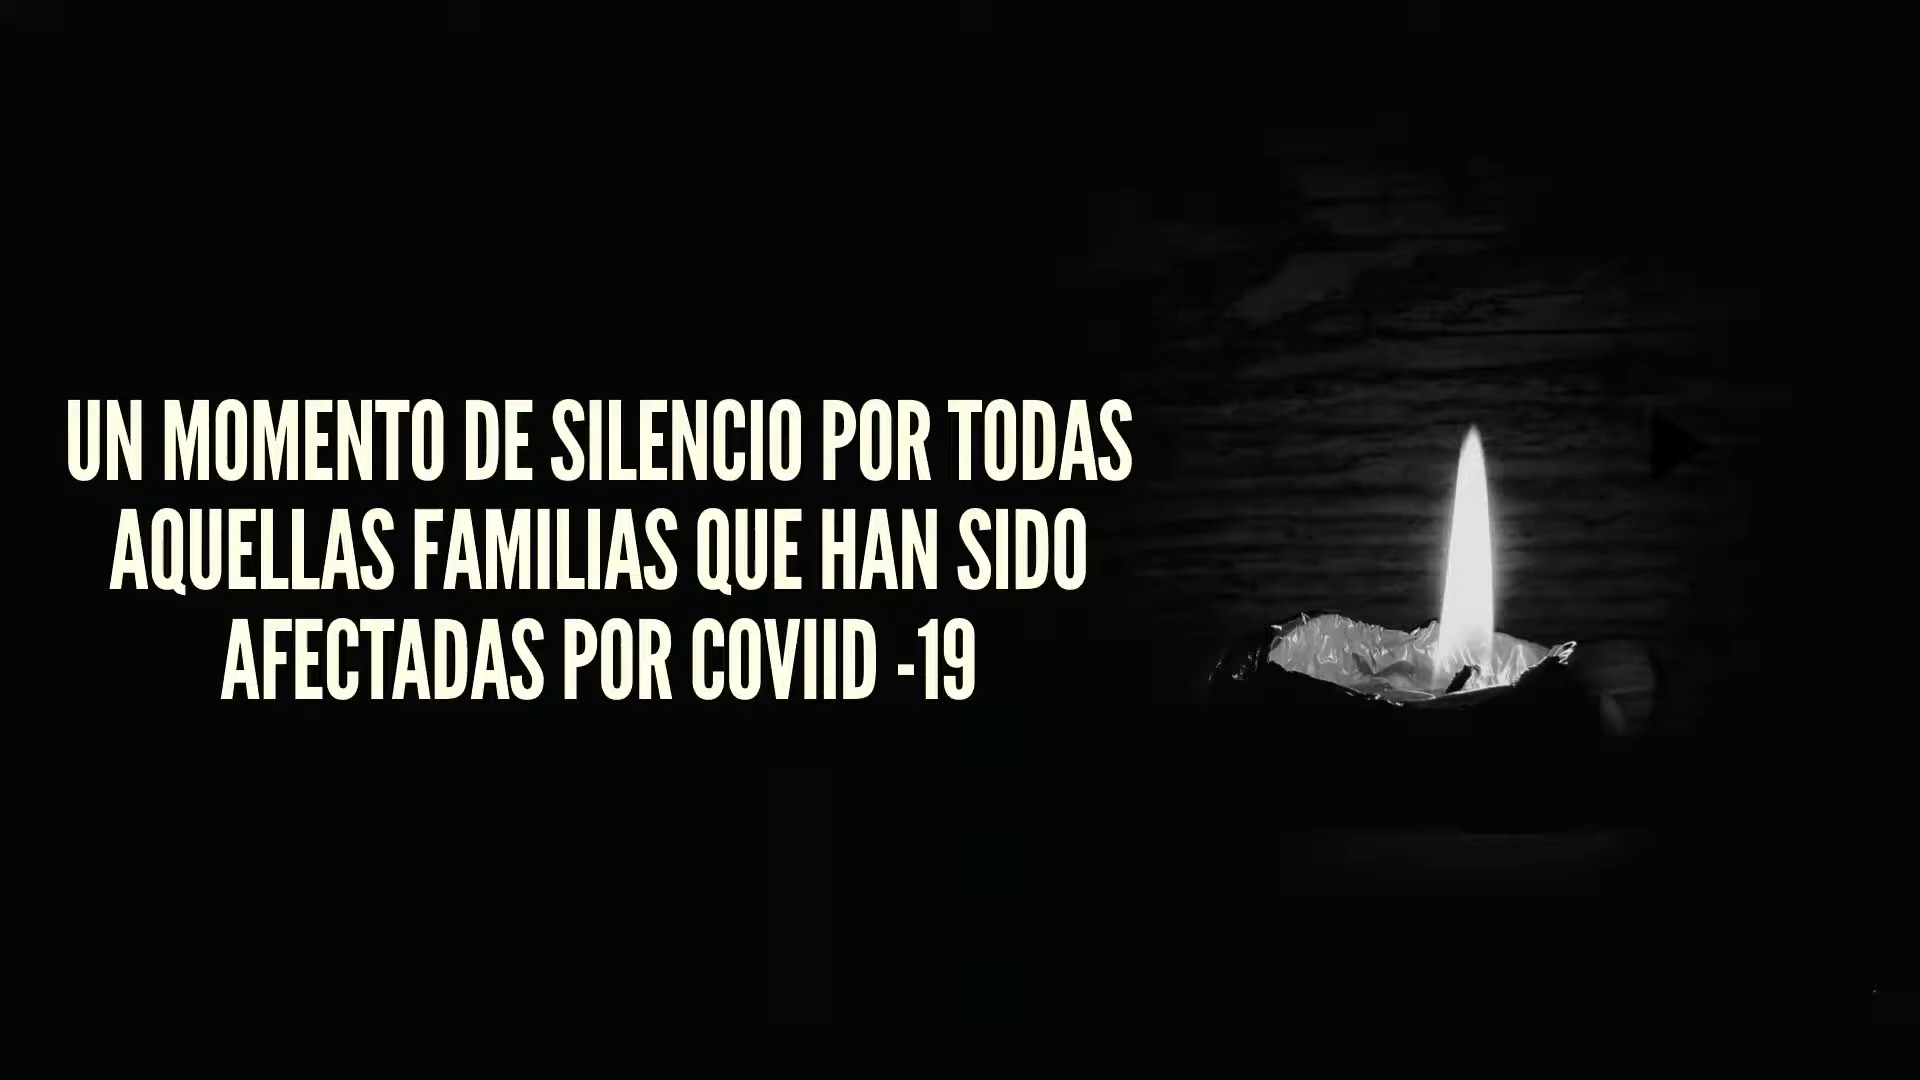 UN MOMENTO DE SILENCIO POR TODAS
AQUELLAS FAMILIAS QUE HAN SIDO
AFECTADAS POR COVIID -19